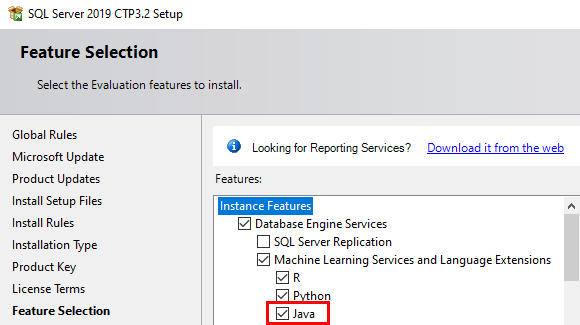 SQL Server 2019 CTP3.2 Setup
Feature Selection
Select the Evaluation features to install.
Global Rules
Microsoft Update
Product Updates
Install Setup Files
Install Rules
Installation Type
Product Key
License Terms
Feature Selection
Looking for Reporting Services? Download it from the web
Features:
Instance Features
Database Engine Services
SQL Server Replication
Machine Learning Services and Language Extensions
R
Python
Java